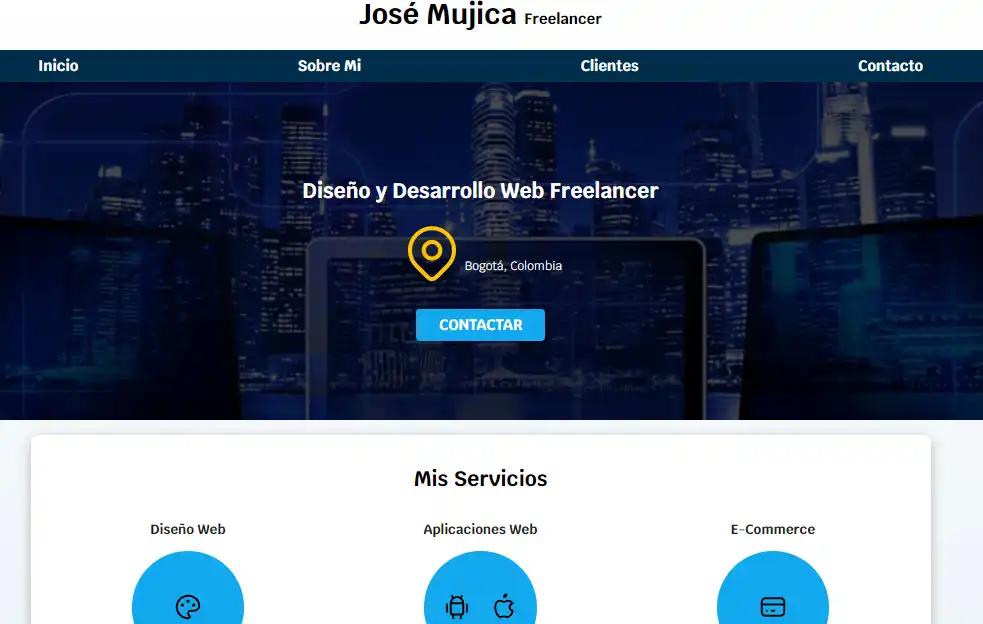 José Mujica Freelancer
Inicio Sobre Mi Clientes Contacto
Diseño y Desarrollo Web Freelancer
Bogotá, Colombia
CONTACTAR
Mis Servicios
Diseño Web Aplicaciones Web E-Commerce